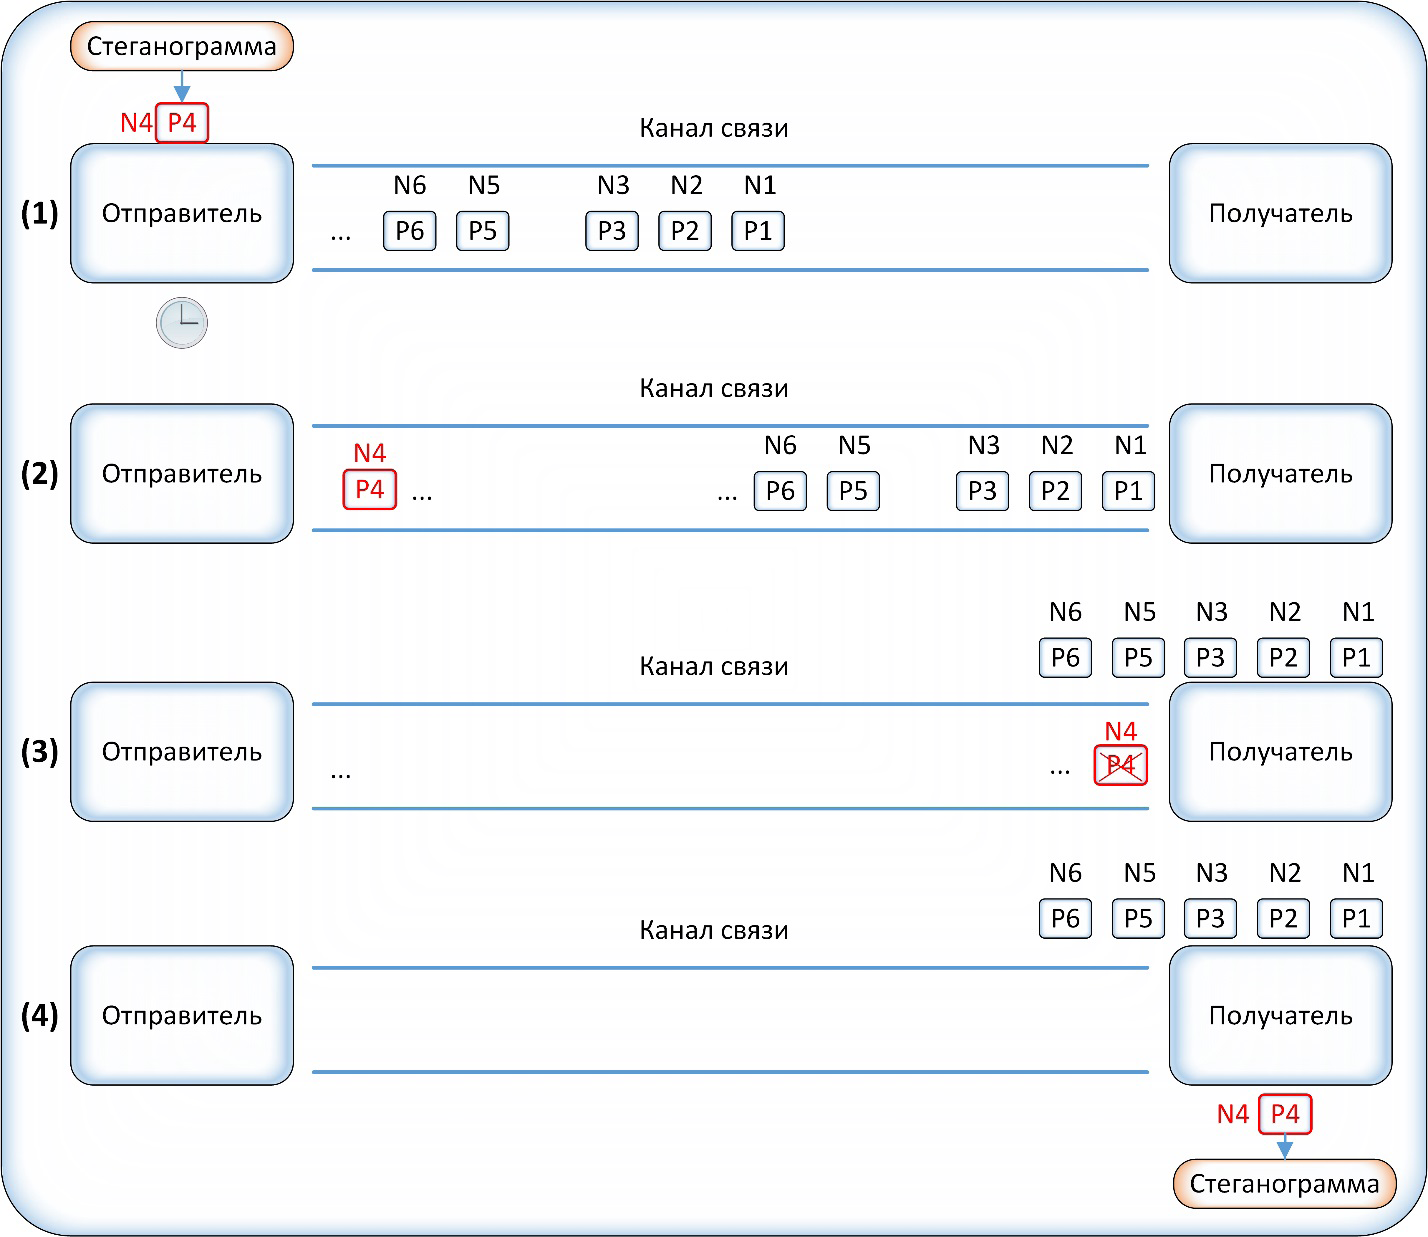 Стеганограмма
N4 P4
Канал связи
N6 N5 N3 N2 N1
(1) Отправитель ... P6 P5 P3 P2 P1 Получатель
Канал связи
N4 N6 N5 N3 N2 N1
(2) Отправитель P4 ... ... P6 P5 P3 P2 P1 Получатель
N6 N5 N3 N2 N1
P6 P5 P3 P2 P1
Канал связи
N4
(3) Отправитель ... ... P4 Получатель
N6 N5 N3 N2 N1
P6 P5 P3 P2 P1
Канал связи
(4) Отправитель Получатель
N4 P4
Стеганограмма